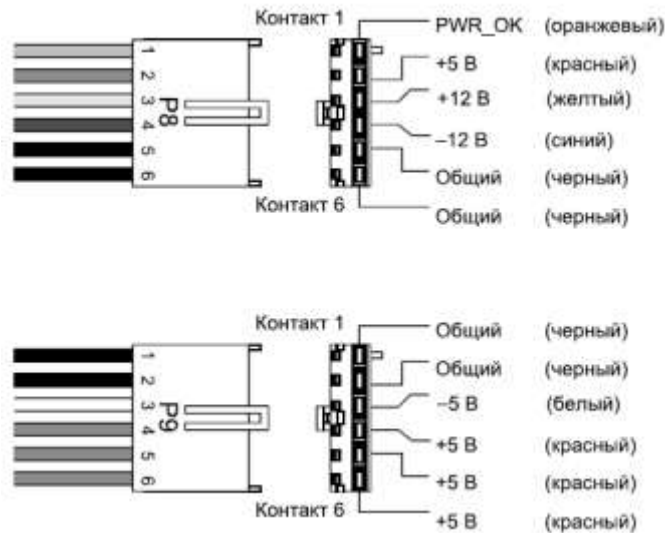 Контакт 1
PWR_OK (оранжевый)
1
+5 В (красный)
2
3
+12 В (желтый)
P8
4
–12 В (синий)
5
Общий (черный)
6
Контакт 6
Общий (черный)
Контакт 1
Общий (черный)
1
Общий (черный)
2
3
–5 В (белый)
P9
4
+5 В (красный)
5
+5 В (красный)
6
Контакт 6
+5 В (красный)